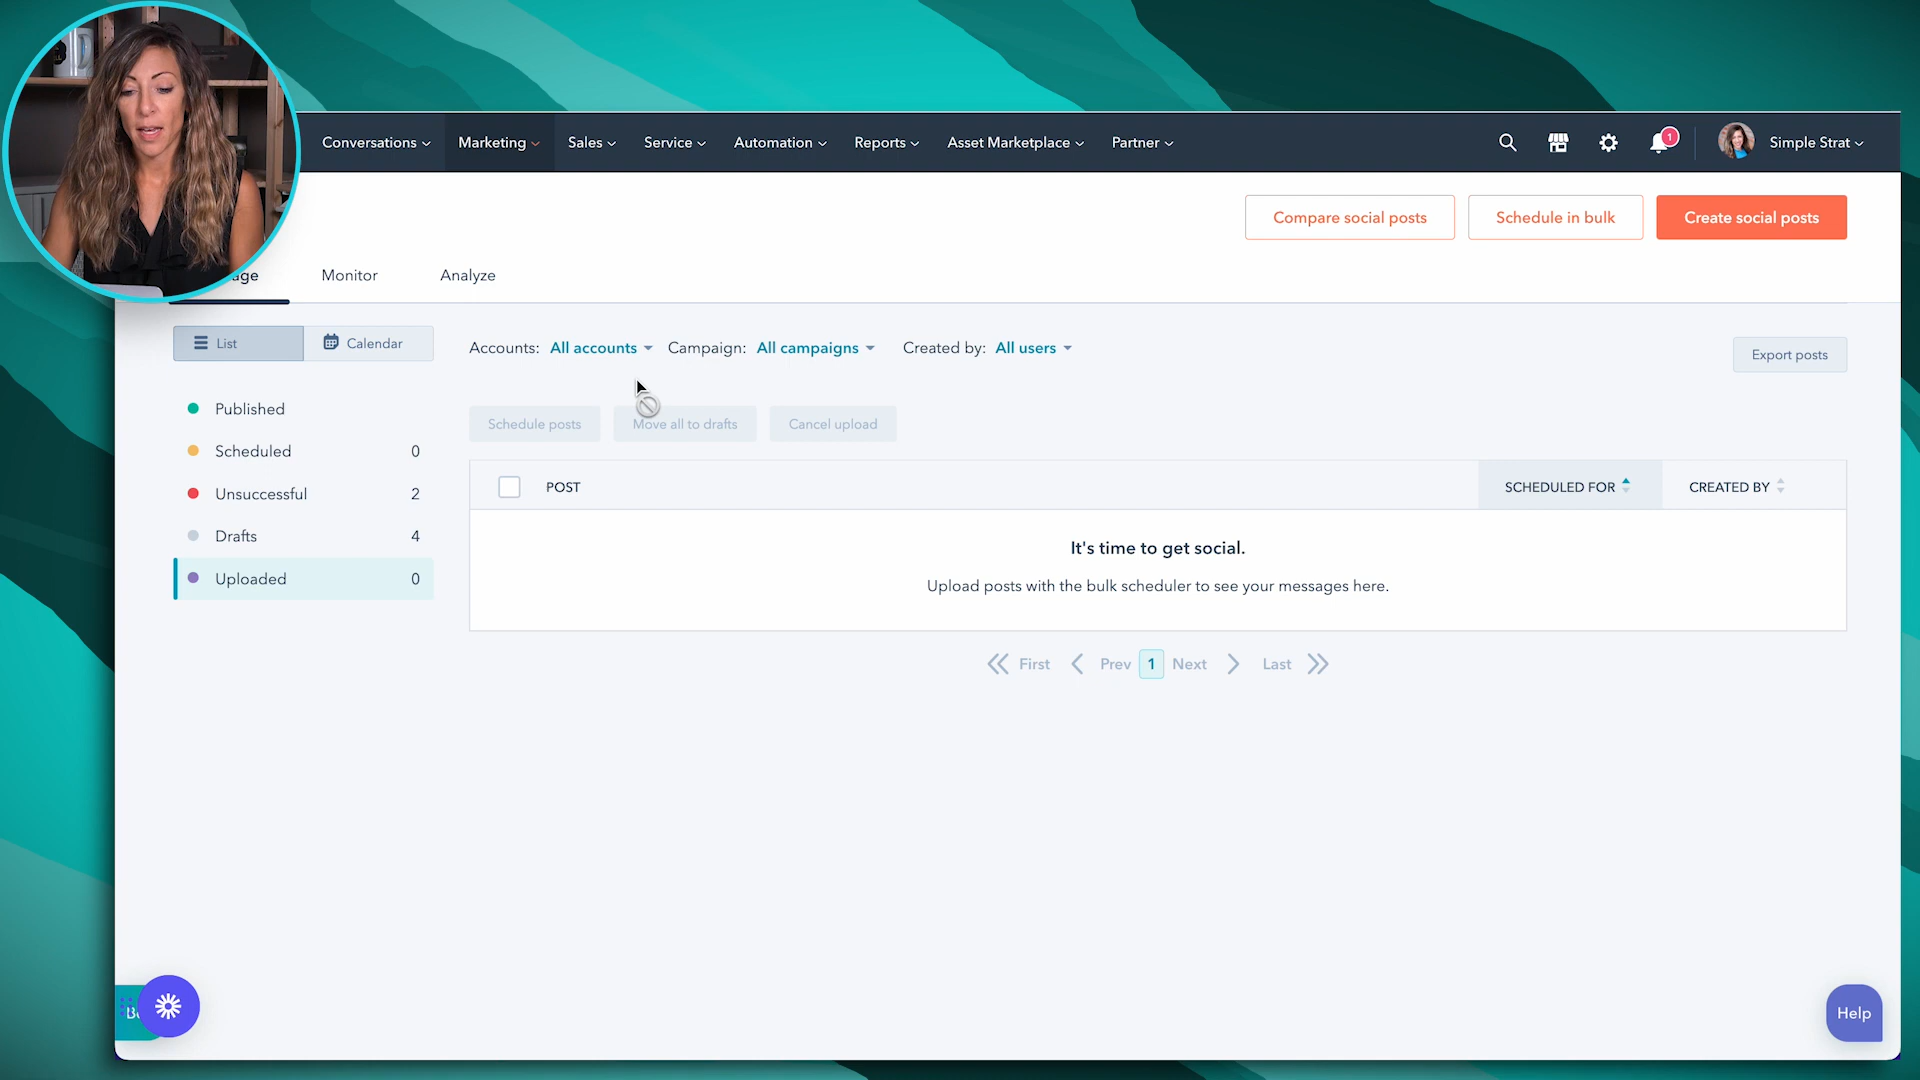 Conversations Marketing Sales Service Automation Reports Asset Marketplace Partner 1 Simple Strat
Compare social posts Schedule in bulk Create social posts
Monitor Analyze
List Calendar
Accounts: All accounts Campaign: All campaigns Created by: All users
Export posts
Published
Scheduled 0
Unsuccessful 2
Drafts 4
Uploaded 0
Schedule posts Move all to drafts Cancel upload
POST SCHEDULED FOR CREATED BY
It's time to get social.
Upload posts with the bulk scheduler to see your messages here.
First Prev 1 Next Last
Help